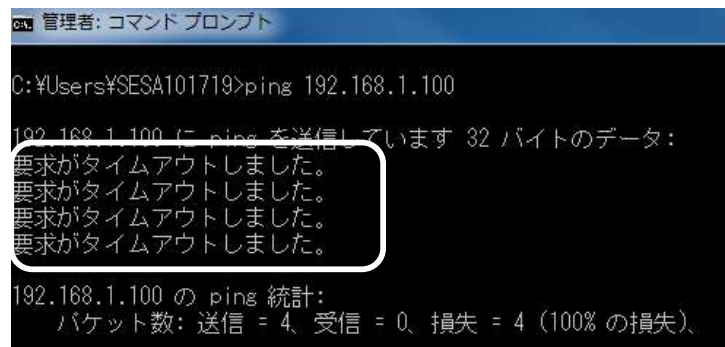 管理者: コマンド プロンプト
C:¥Users¥SESA101719>ping 192.168.1.100
192.168.1.100 に ping を送信しています 32 バイトのデータ:
要求がタイムアウトしました。
要求がタイムアウトしました。
要求がタイムアウトしました。
要求がタイムアウトしました。
192.168.1.100 の ping 統計:
パケット数: 送信 = 4、受信 = 0、損失 = 4 (100% の損失)、